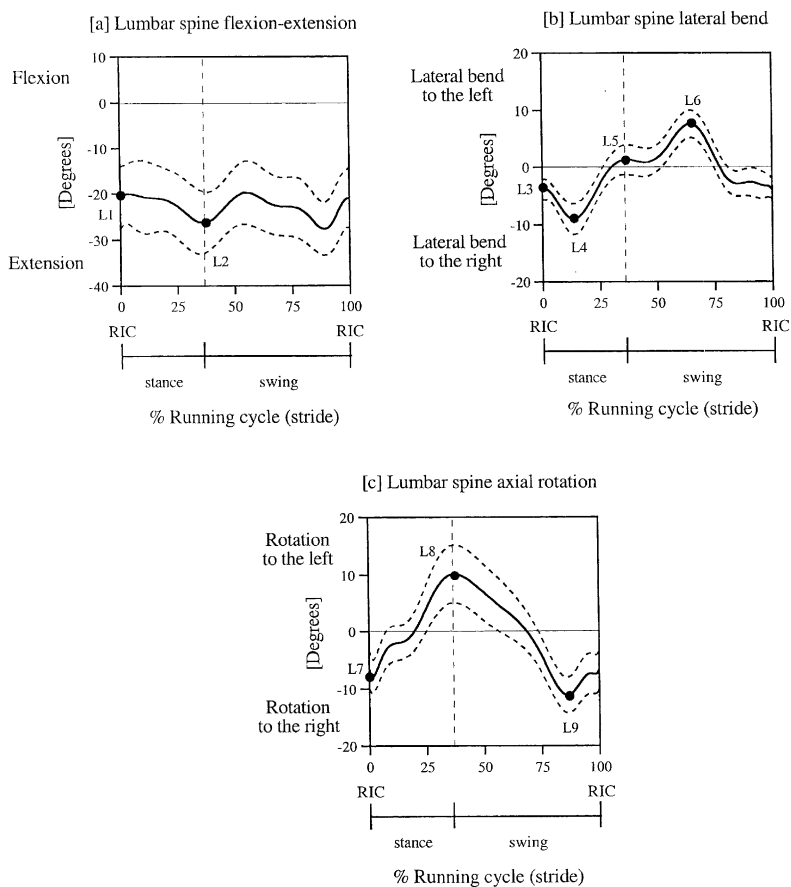 [a] Lumbar spine flexion-extension
10
Flexion
0
-10
[Degrees]
-20
L1
-30
L2
Extension
-40
0 25 50 75 100
RIC RIC
stance swing
% Running cycle (stride)
[b] Lumbar spine lateral bend
20
Lateral bend
to the left
10
L6
[Degrees]
L5
0
L3
-10
L4
Lateral bend
to the right
-20
0 25 50 75 100
RIC RIC
stance swing
% Running cycle (stride)
[c] Lumbar spine axial rotation
20
Rotation
to the left
L8
10
[Degrees]
0
L7
-10
Rotation
to the right
L9
-20
0 25 50 75 100
RIC RIC
stance swing
% Running cycle (stride)